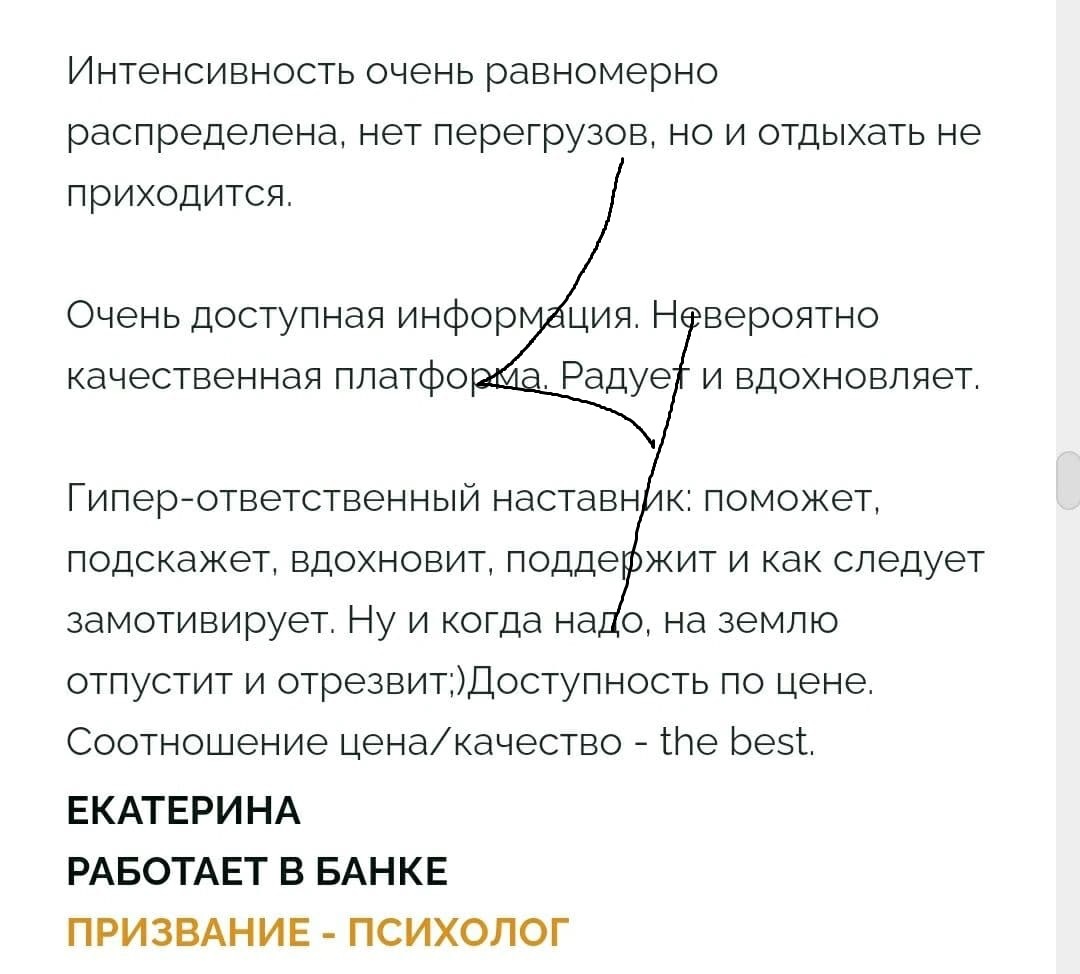 Интенсивность очень равномерно
распределена, нет перегрузов, но и отдыхать не
приходится.
Очень доступная информация. Невероятно
качественная платформа. Радует и вдохновляет.
Гипер-ответственный наставник: поможет,
подскажет, вдохновит, поддержит и как следует
замотивирует. Ну и когда надо, на землю
отпустит и отрезвит;)Доступность по цене.
Соотношение цена/качество - the best.
ЕКАТЕРИНА
РАБОТАЕТ В БАНКЕ
ПРИЗВАНИЕ - ПСИХОЛОГ